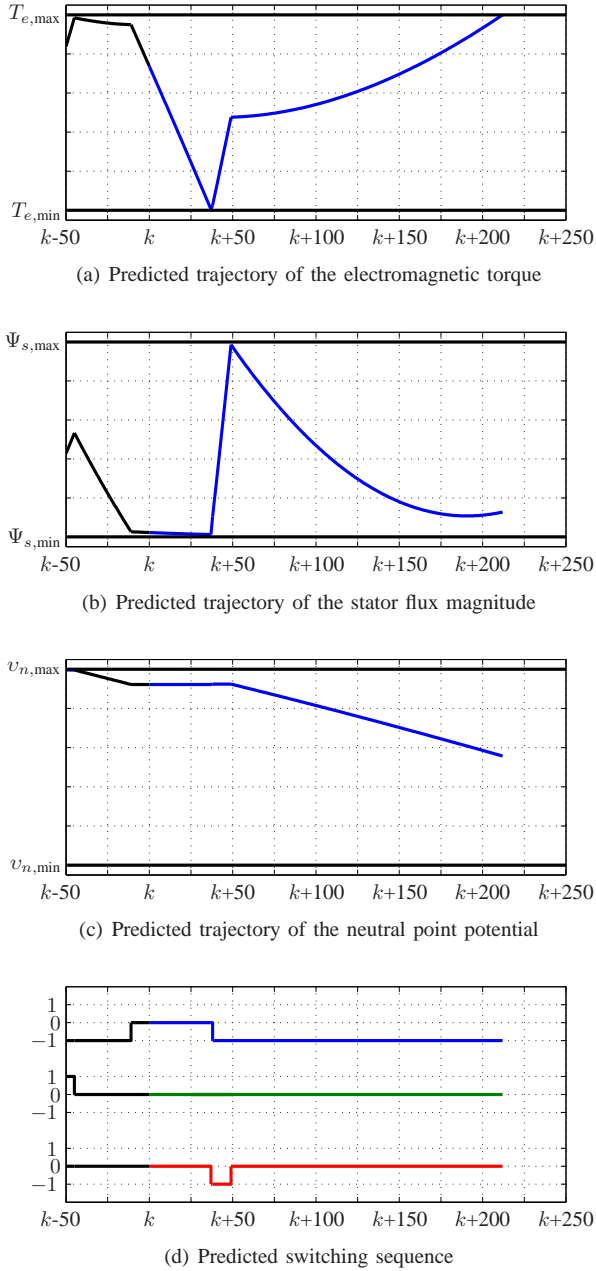 T_{e,max}
T_{e,min}
k-50 k k+50 k+100 k+150 k+200 k+250
(a) Predicted trajectory of the electromagnetic torque
Ψ_{s,max}
Ψ_{s,min}
k-50 k k+50 k+100 k+150 k+200 k+250
(b) Predicted trajectory of the stator flux magnitude
υ_{n,max}
υ_{n,min}
k-50 k k+50 k+100 k+150 k+200 k+250
(c) Predicted trajectory of the neutral point potential
1
0
−1
1
0
−1
1
0
−1
k-50 k k+50 k+100 k+150 k+200 k+250
(d) Predicted switching sequence